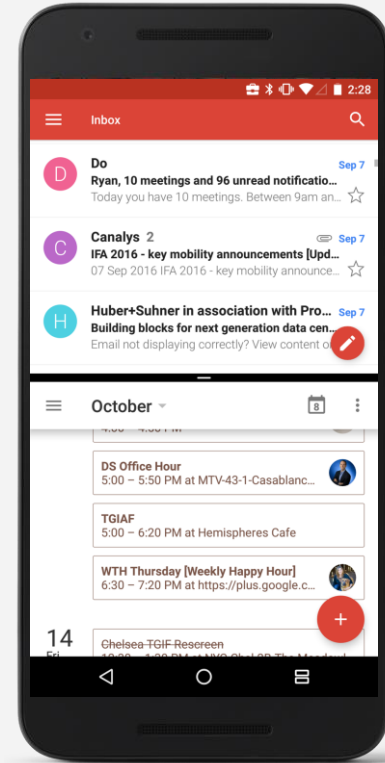 2:28
Inbox
D
Do
Sep 7
Ryan, 10 meetings and 96 unread notificatio...
Today you have 10 meetings. Between 9am an...
C
Canalys 2
Sep 7
IFA 2016 - key mobility announcements [Upd...
07 Sep 2016 IFA 2016 - key mobility announce...
H
Huber+Suhner in association with Pro...
Sep 7
Building blocks for next generation data cen...
Email not displaying correctly? View content o
October
8
DS Office Hour
5:00 – 5:50 PM at MTV-43-1-Casablanc...
TGIAF
5:00 – 6:20 PM at Hemispheres Cafe
WTH Thursday [Weekly Happy Hour]
6:30 – 7:20 PM at https://plus.google.c...
14
Fri
Chelsea TGIF Rescreen